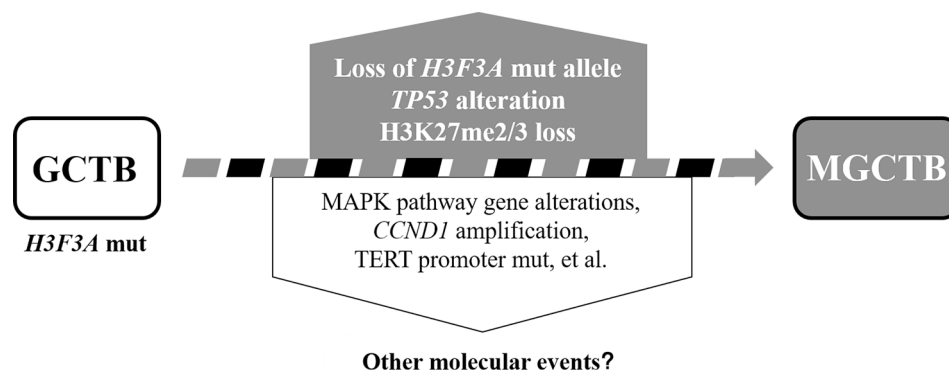 Loss of H3F3A mut allele
TP53 alteration
H3K27me2/3 loss
GCTB
MGCTB
H3F3A mut
MAPK pathway gene alterations,
CCND1 amplification,
TERT promoter mut, et al.
Other molecular events?